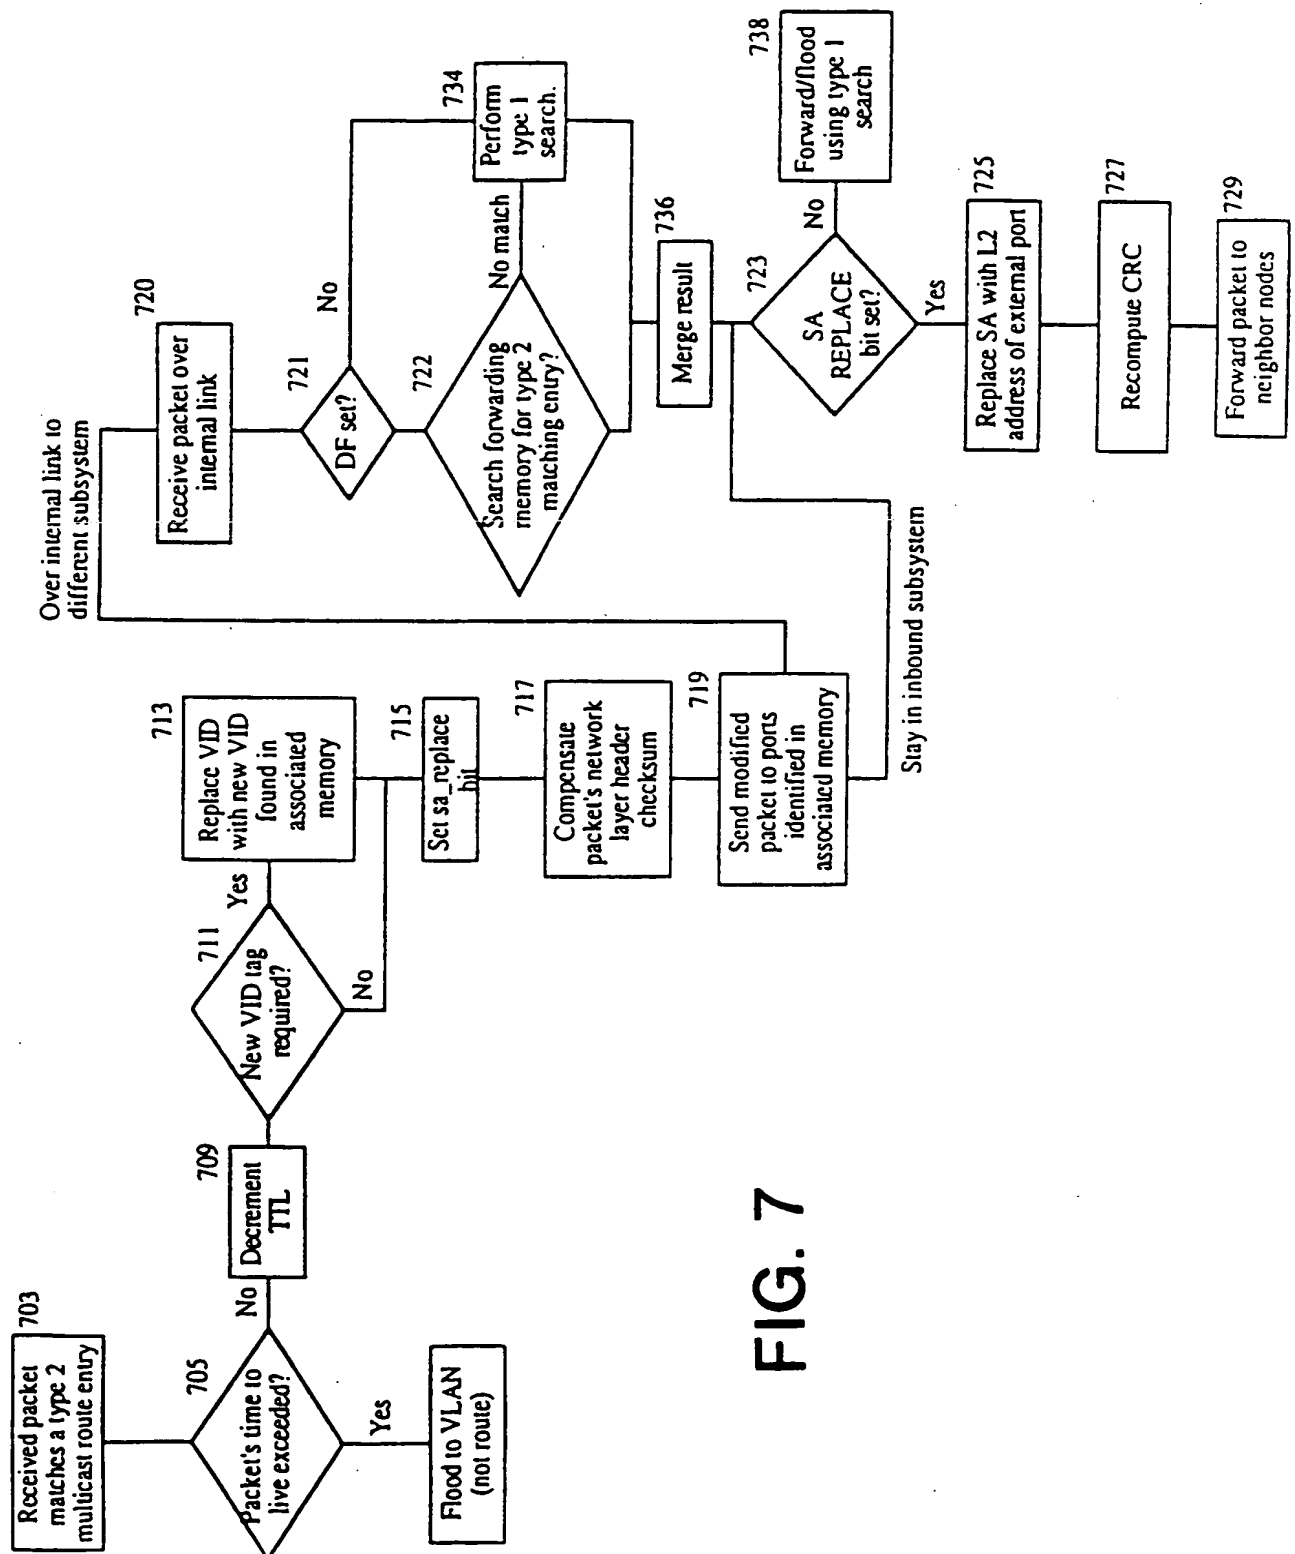 703
Received packet
matches a type 2
multicast route entry
705
Packet's time to
live exceeded?
Yes
Flood to VLAN
(not route)
No
709
Decrement
TTL
711
New VID tag
required?
No
Yes
713
Replace VID
with new VID
found in
associated
memory
715
Set sa_replace
bit
717
Compensate
packet's network
layer header
checksum
719
Send modified
packet to ports
identified in
associated memory
Over internal link to
different subsystem
Stay in inbound subsystem
720
Receive packet over
internal link
721
DF set?
No
722
Search forwarding
memory for type 2
matching entry?
No match
734
Perform
type 1
search.
736
Merge result
723
SA
REPLACE
bit set?
No
738
Forward/flood
using type 1
search
Yes
725
Replace SA with L2
address of external port
727
Recompute CRC
729
Forward packet to
neighbor nodes
FIG. 7